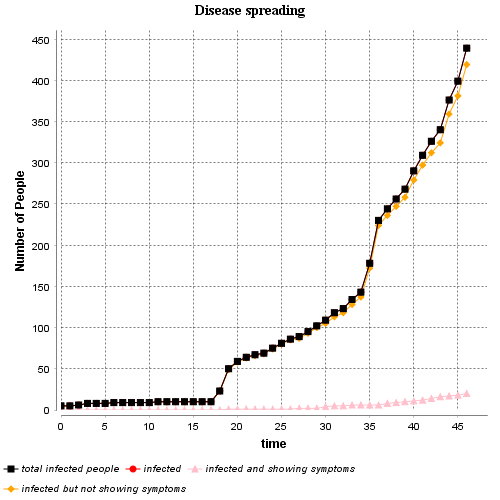 Disease spreading
Number of People
450
400
350
300
250
200
150
100
50
0
0 5 10 15 20 25 30 35 40 45
time
total infected people infected infected and showing symptoms
infected but not showing symptoms